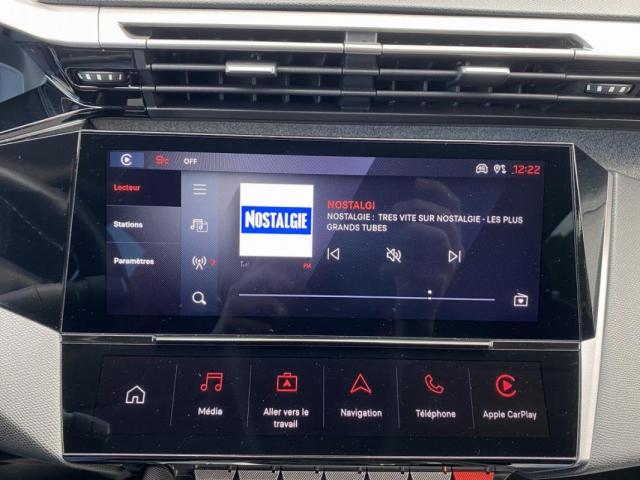 9°C OFF 12:22
Lecteur
Stations
Paramètres
NOSTALGIE
NOSTALGI
NOSTALGIE : TRES VITE SUR NOSTALGIE - LES PLUS
GRANDS TUBES
FM
Média
Aller vers le
travail
Navigation
Téléphone
Apple CarPlay